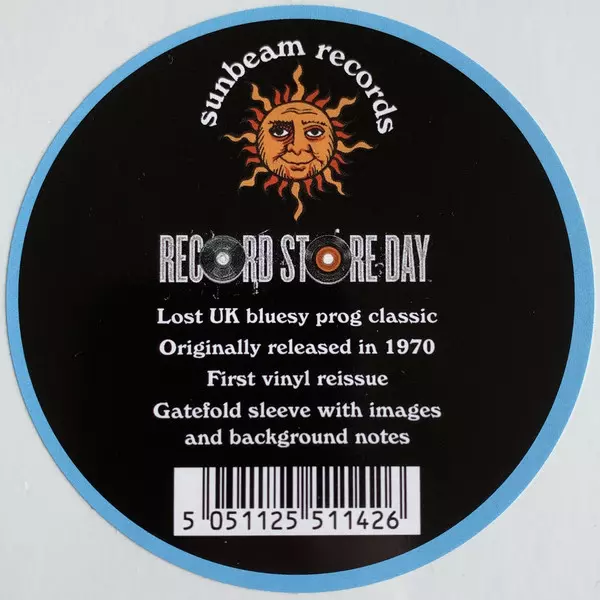 sunbeam records
RECORD STORE DAY
Lost UK bluesy prog classic
Originally released in 1970
First vinyl reissue
Gatefold sleeve with images
and background notes
5 051125 511426